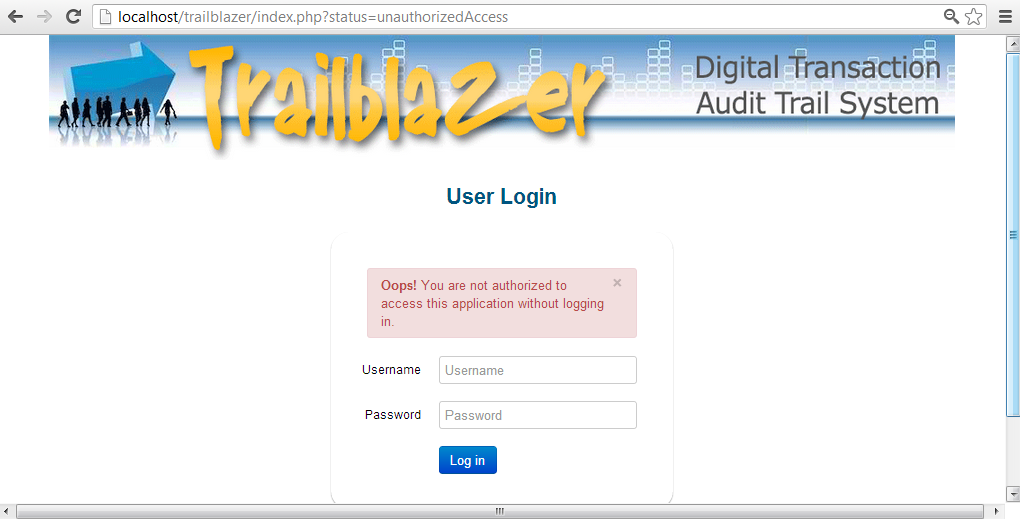 localhost/trailblazer/index.php?status=unauthorizedAccess
Trailblazer
Digital Transaction
Audit Trail System
User Login
Oops! You are not authorized to
access this application without logging
in.
×
Username
Username
Password
Password
Log in